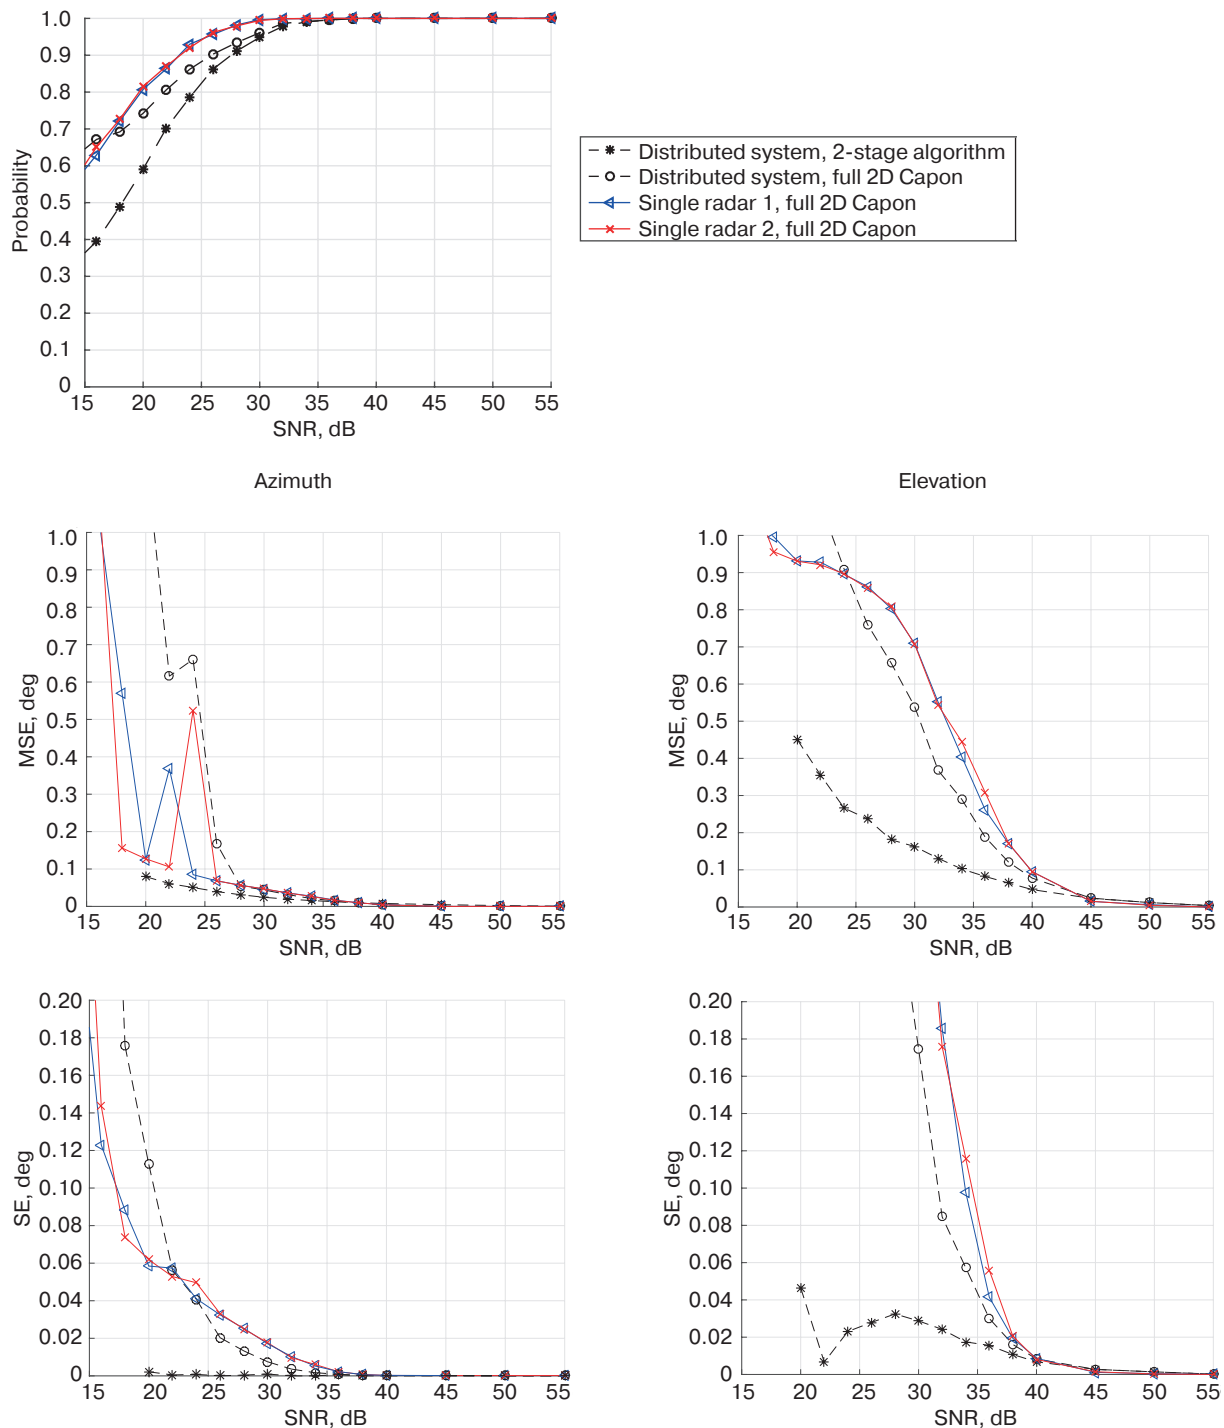 1.0
0.9
0.8
0.7
0.6
0.5
0.4
0.3
0.2
0.1
0
Probability
15 20 25 30 35 40 45 50 55
SNR, dB
Distributed system, 2-stage algorithm
Distributed system, full 2D Capon
Single radar 1, full 2D Capon
Single radar 2, full 2D Capon
Azimuth
1.0
0.9
0.8
0.7
0.6
0.5
0.4
0.3
0.2
0.1
0
MSE, deg
15 20 25 30 35 40 45 50 55
SNR, dB
Elevation
1.0
0.9
0.8
0.7
0.6
0.5
0.4
0.3
0.2
0.1
0
MSE, deg
15 20 25 30 35 40 45 50 55
SNR, dB
0.20
0.18
0.16
0.14
0.12
0.10
0.08
0.06
0.04
0.02
0
SE, deg
15 20 25 30 35 40 45 50 55
SNR, dB
0.20
0.18
0.16
0.14
0.12
0.10
0.08
0.06
0.04
0.02
0
SE, deg
15 20 25 30 35 40 45 50 55
SNR, dB